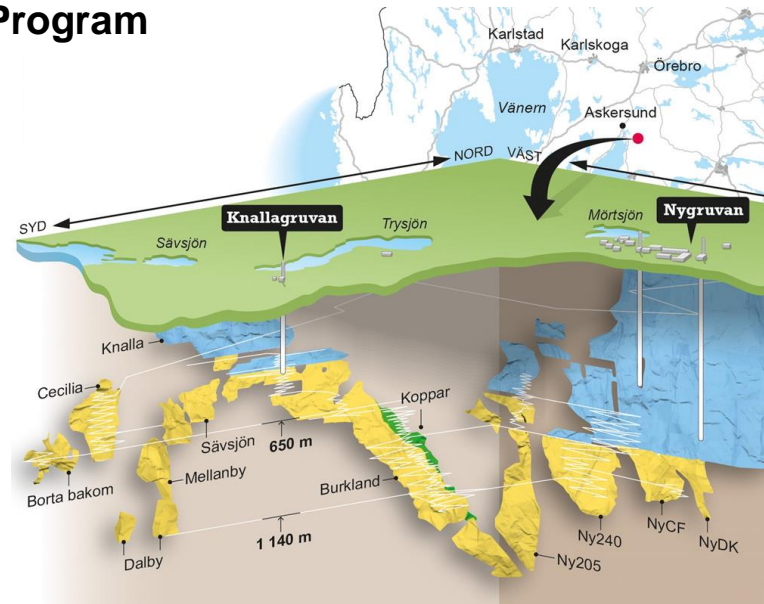 Program
Karlstad
Karlskoga
Örebro
Vänern
Askersund
NORD
VÄST
SYD
Knallagruvan
Trysjön
Sävsjön
Mörtsjön
Nygruvan
Knalla
Cecilia
Koppar
Sävsjön
650 m
Mellanby
Borta bakom
Burkland
1 140 m
Dalby
Ny240
NyCF
NyDK
Ny205